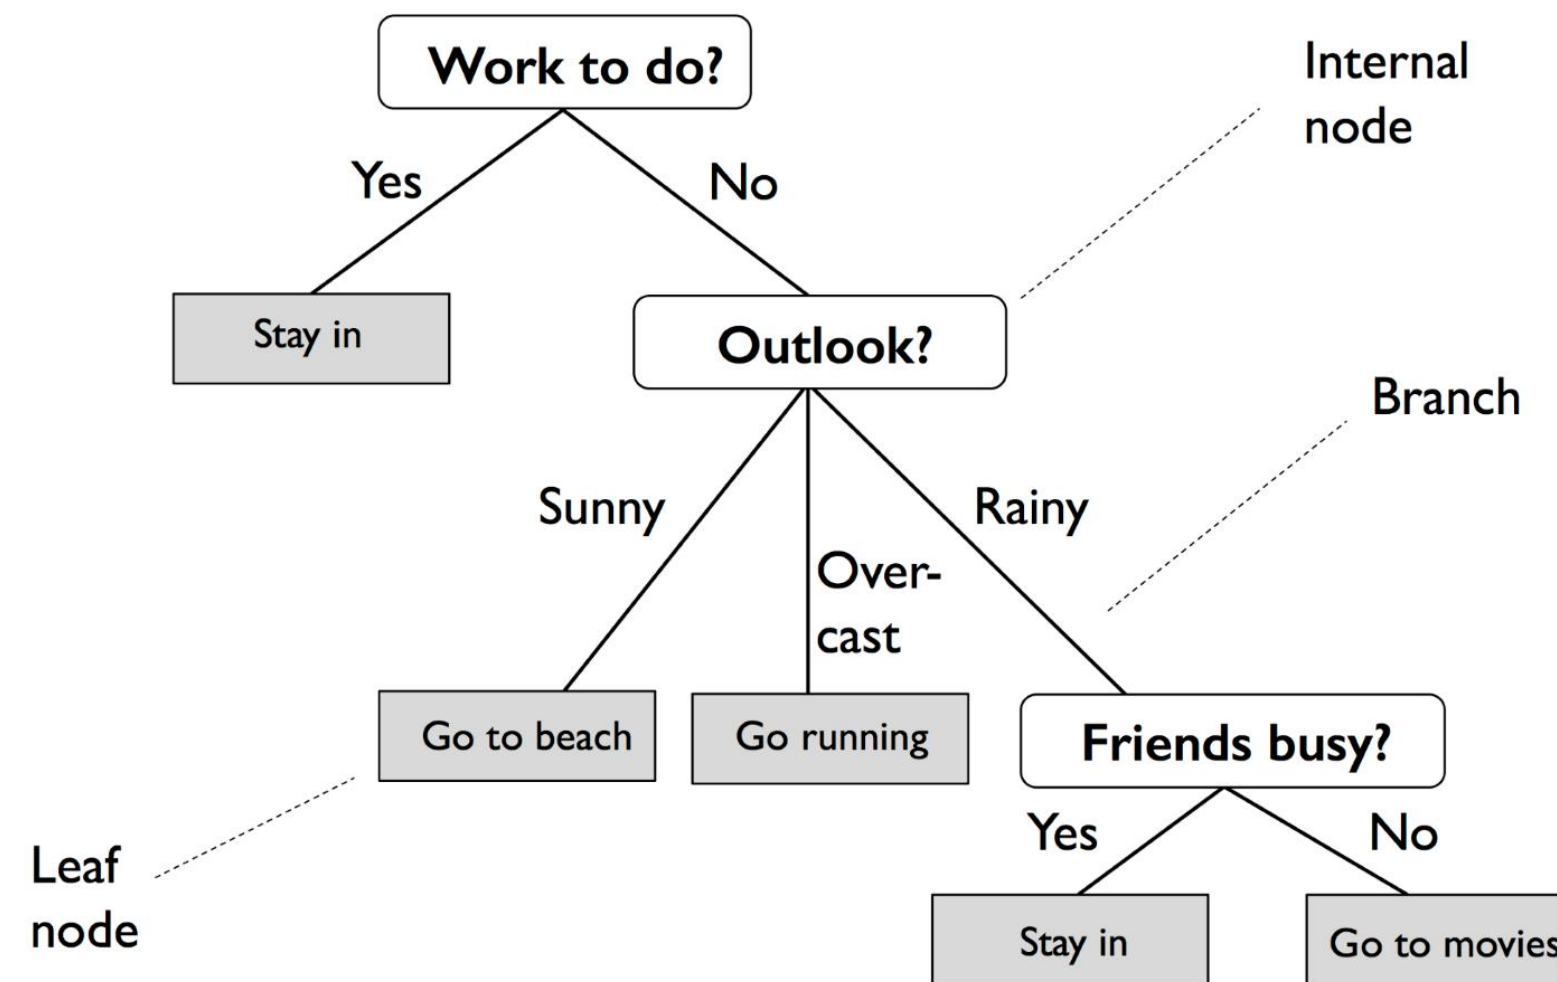 Work to do?
Internal
node
Yes
No
Stay in
Outlook?
Branch
Sunny
Rainy
Over-
cast
Go to beach
Go running
Friends busy?
Yes
No
Leaf
node
Stay in
Go to movies